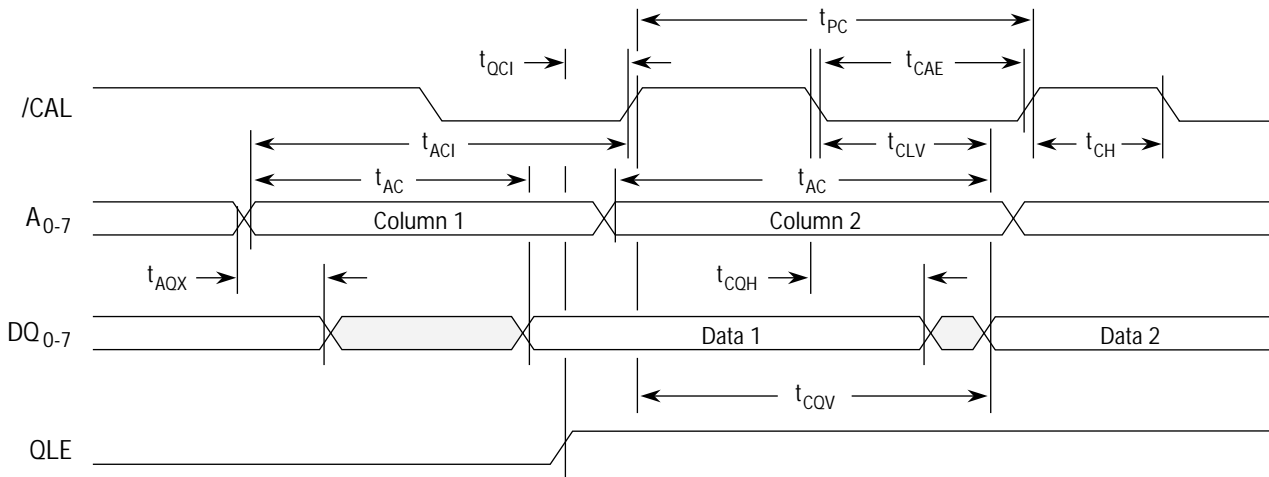 tPC
tQCI
tCAE
/CAL
tACI
tCLV
tCH
tAC
tAC
A0-7
Column 1
Column 2
tAQX
tCQH
DQ0-7
Data 1
Data 2
tCQV
QLE